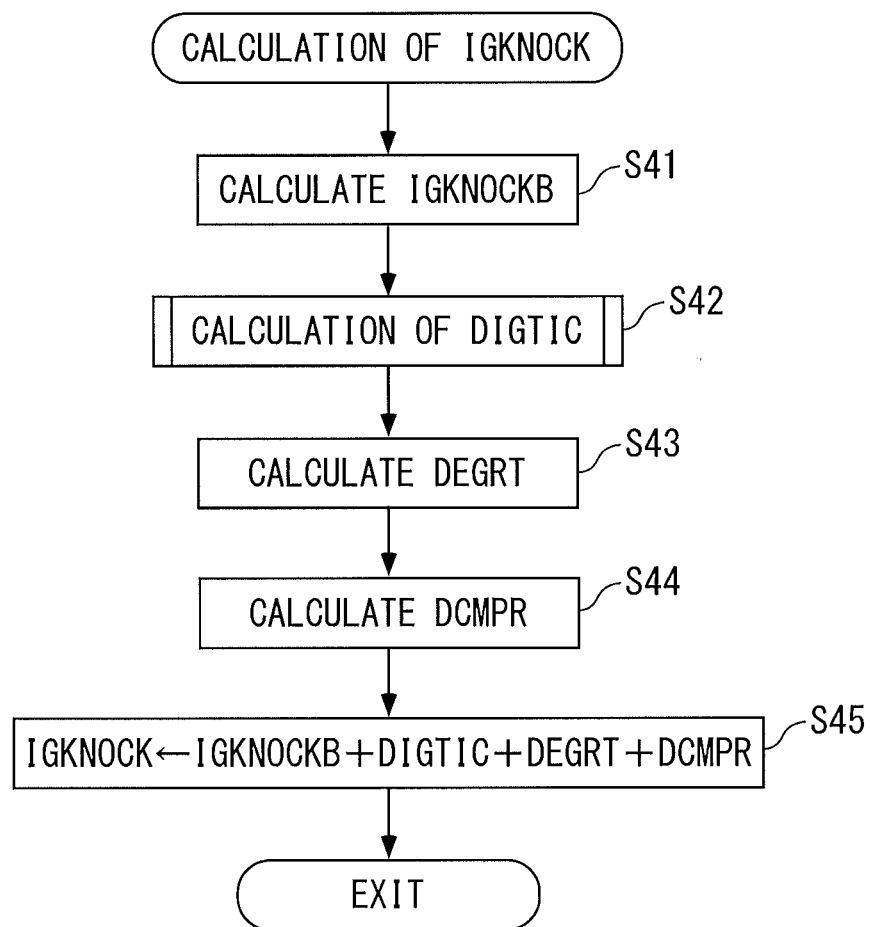 CALCULATION OF IGKNOCK
CALCULATE IGKNOCKB
S41
CALCULATION OF DIGTIC
S42
CALCULATE DEGRT
S43
CALCULATE DCMPR
S44
IGKNOCK←IGKNOCKB+DIGTIC+DEGRT+DCMPR
S45
EXIT